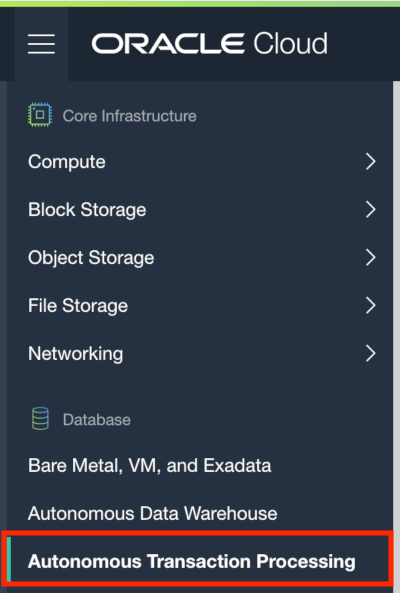 ORACLE Cloud
Core Infrastructure
Compute
Block Storage
Object Storage
File Storage
Networking
Database
Bare Metal, VM, and Exadata
Autonomous Data Warehouse
Autonomous Transaction Processing